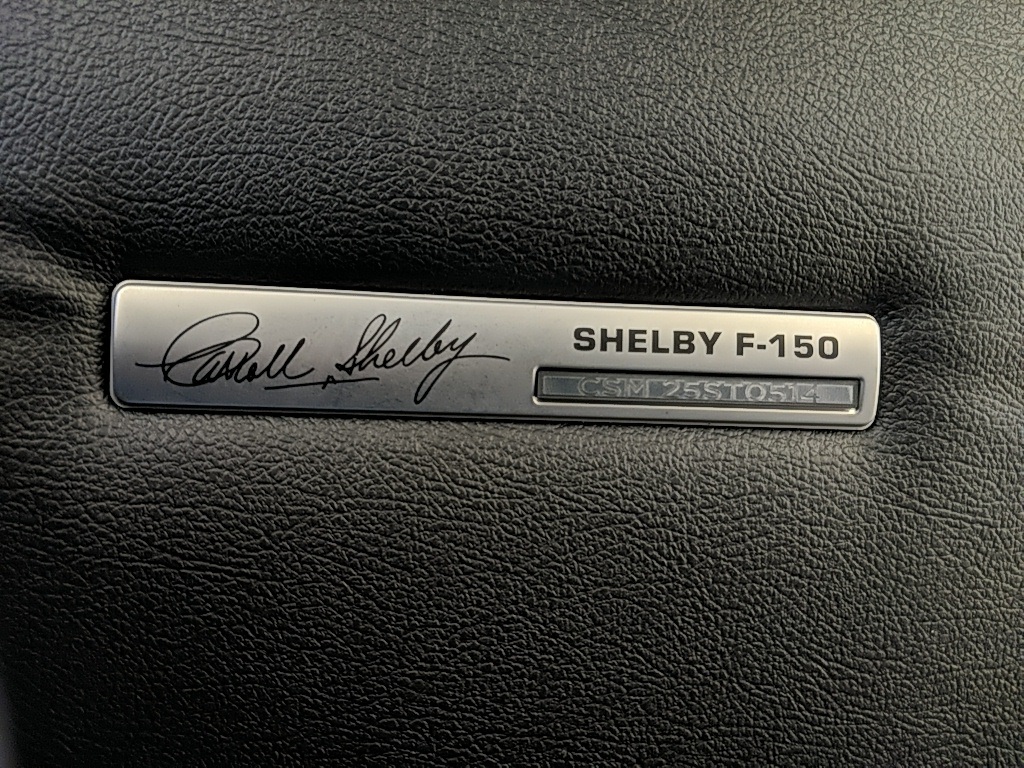 Carroll Shelby
SHELBY F-150
CSM 25ST0514